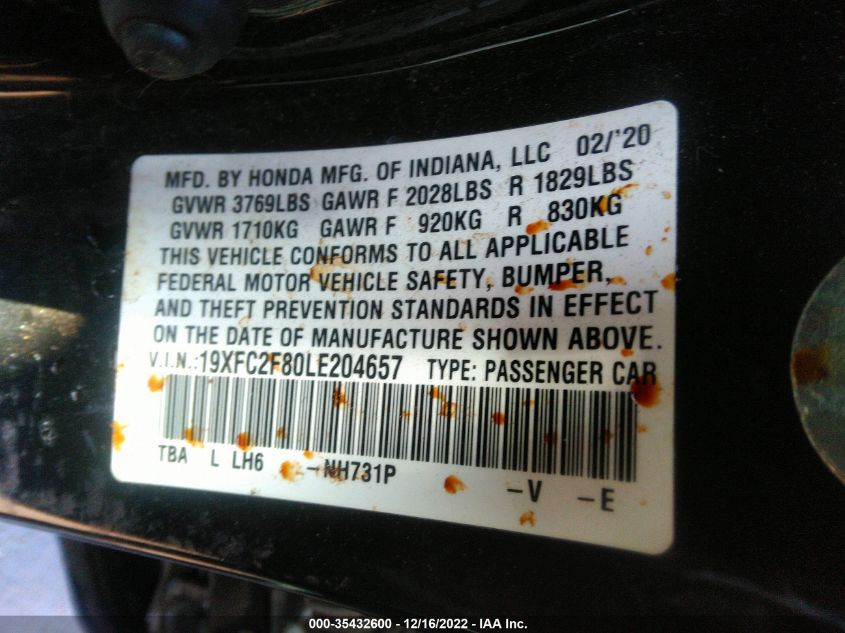 MFD. BY HONDA MFG. OF INDIANA, LLC 02/'20
GVWR 3769LBS GAWR F 2028LBS R 1829LBS
GVWR 1710KG GAWR F 920KG R 830KG
THIS VEHICLE CONFORMS TO ALL APPLICABLE
FEDERAL MOTOR VEHICLE SAFETY, BUMPER,
AND THEFT PREVENTION STANDARDS IN EFFECT
ON THE DATE OF MANUFACTURE SHOWN ABOVE.
V.I.N.:19XFC2F80LE204657 TYPE: PASSENGER CAR
TBA L LH6 -NH731P -V -E
000-35432600 - 12/16/2022 - IAA Inc.